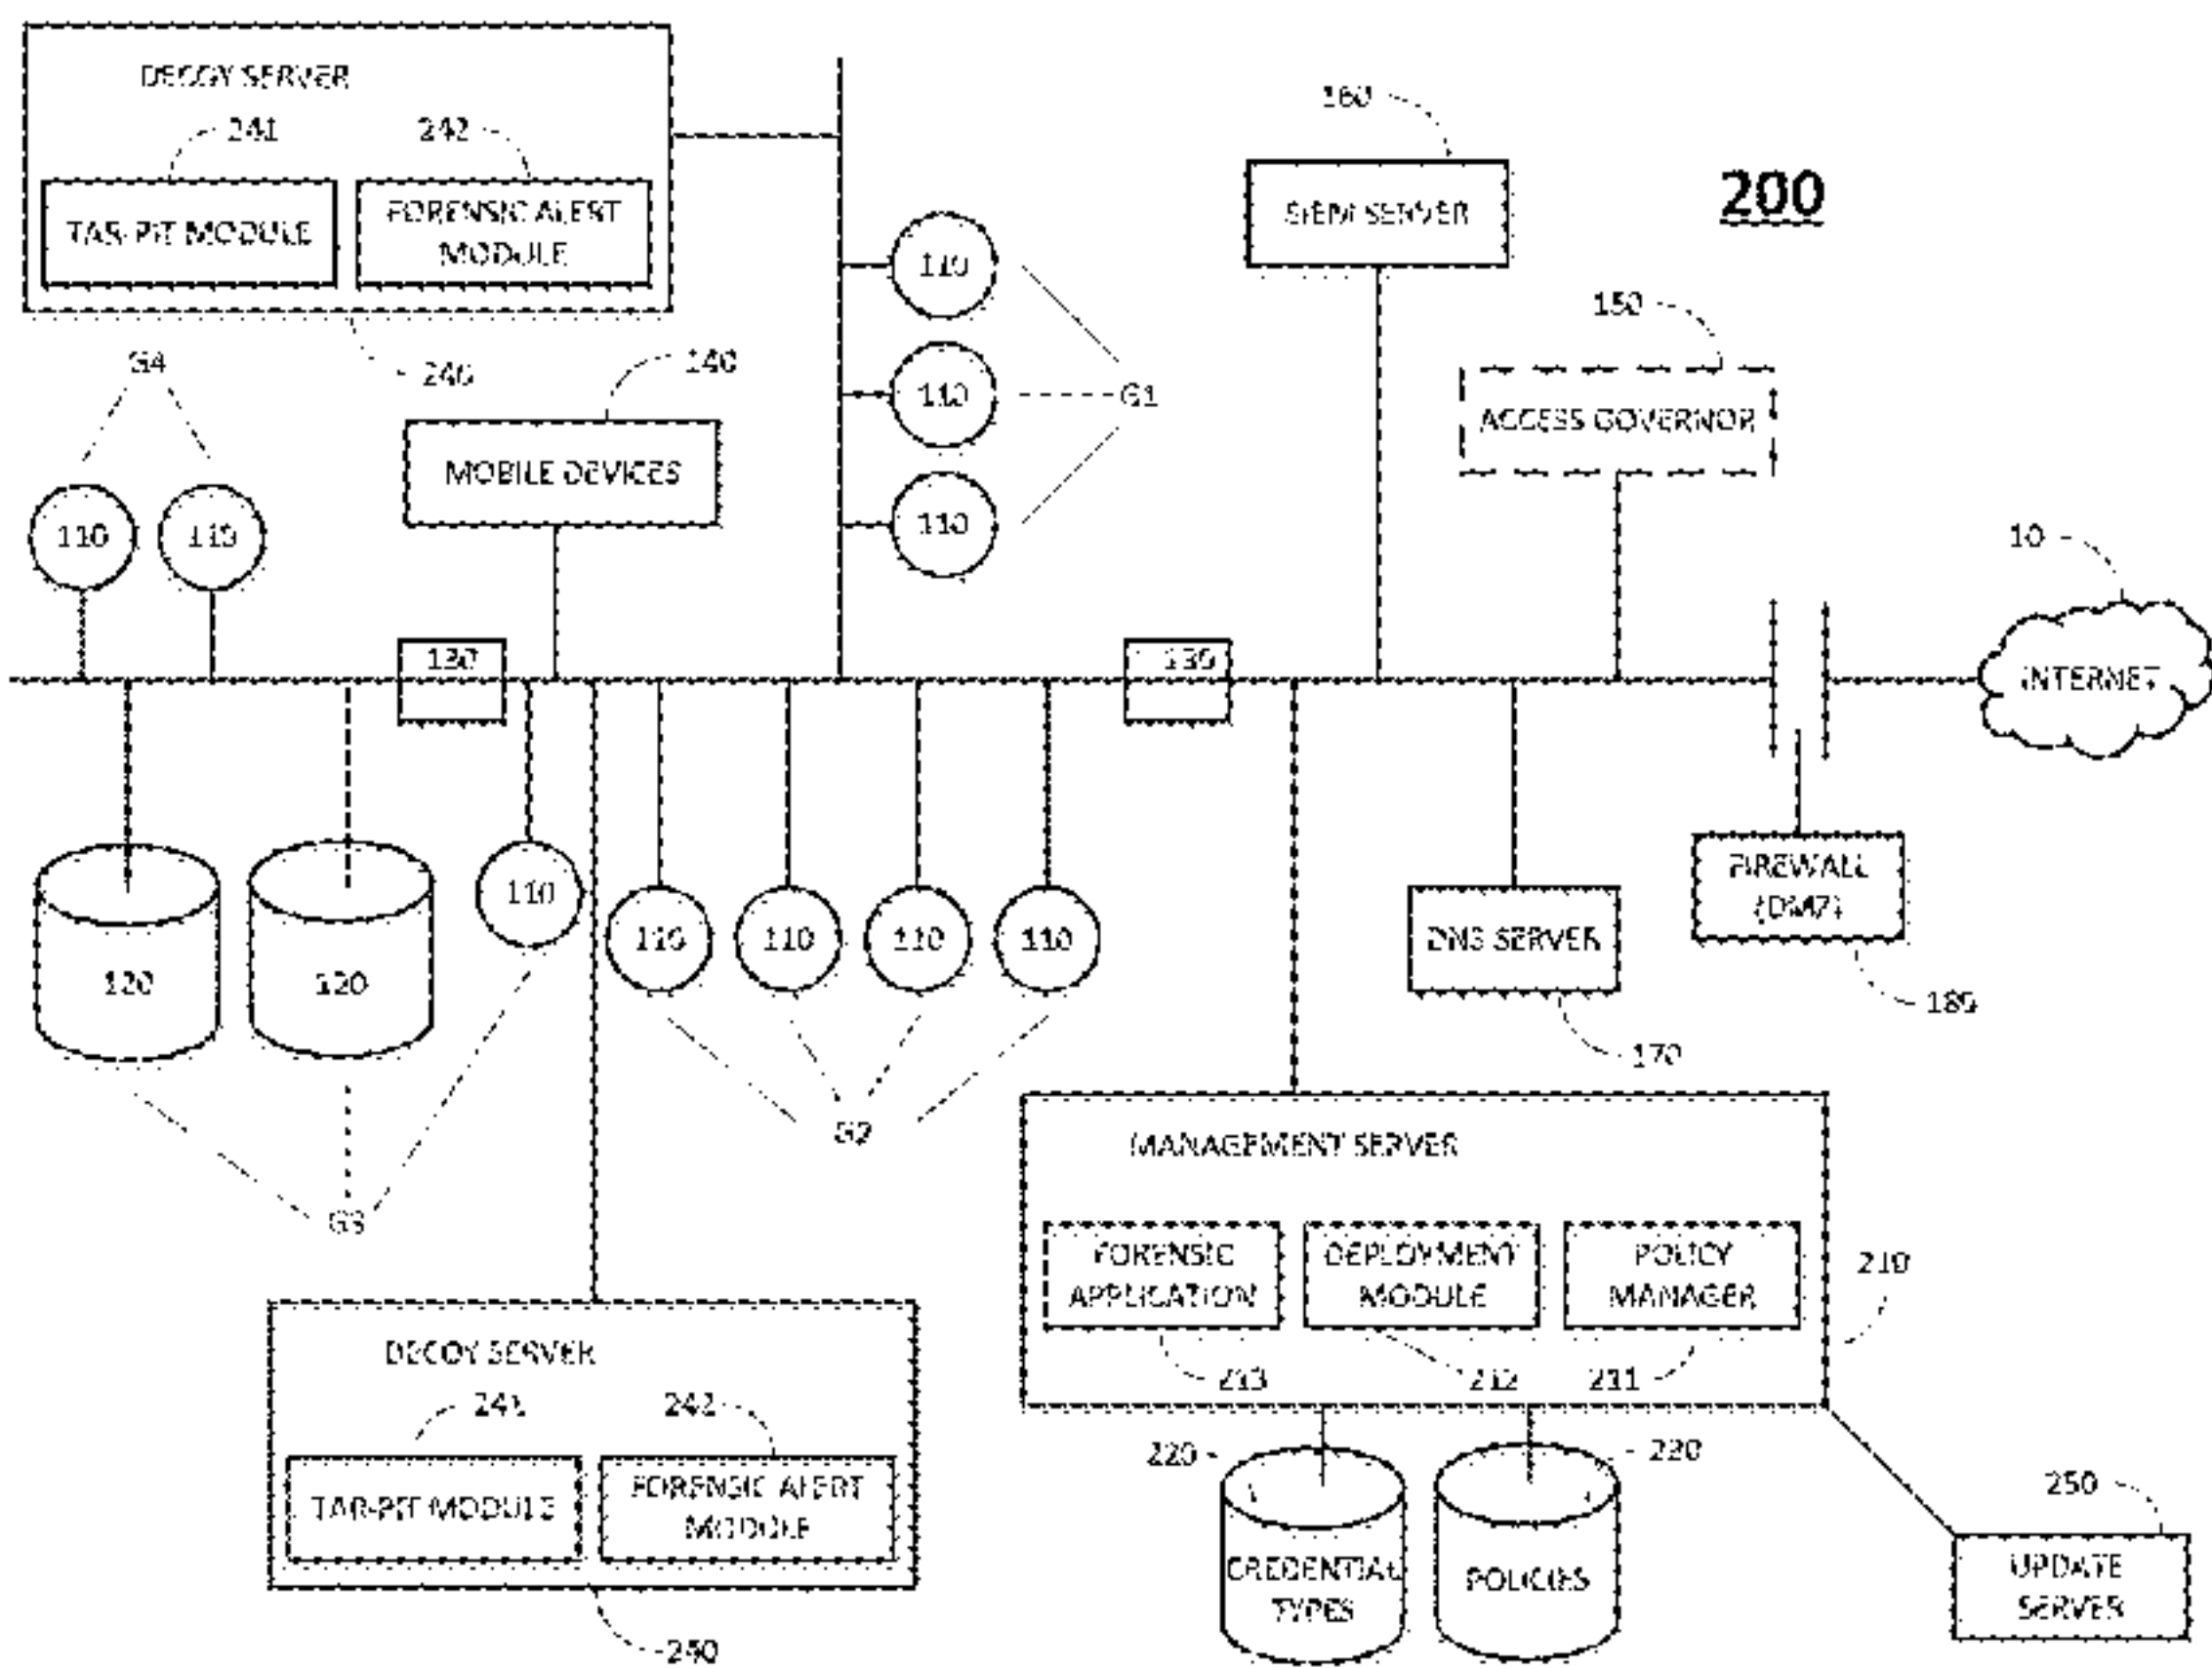 DECOY SERVER
241
242
TAR-PIT MODULE
FORENSIC ALERT
MODULE
240
G4
110
110
140
MOBILE DEVICES
110
110
110
G1
160
SIEM SERVER
200
150
ACCESS GOVERNOR
10
INTERNET
130
130
120
120
110
G3
110
110
110
110
G2
DNS SERVER
170
FIREWALL
(DMZ)
180
MANAGEMENT SERVER
FORENSIC
APPLICATION
DEPLOYMENT
MODULE
POLICY
MANAGER
213
212
211
210
DECOY SERVER
241
242
TAR-PIT MODULE
FORENSIC ALERT
MODULE
240
220
CREDENTIAL
TYPES
POLICIES
250
UPDATE
SERVER